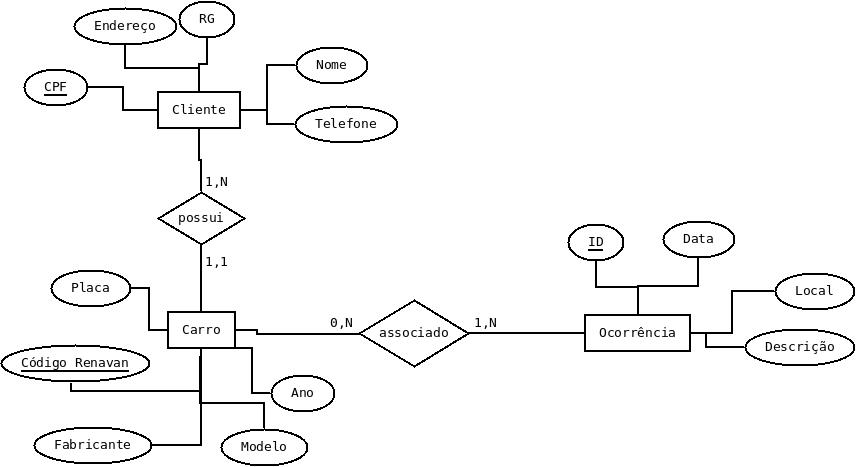 RG
Endereço
Nome
CPF
Cliente
Telefone
1,N
possui
1,1
ID
Data
Placa
Local
0,N
1,N
Carro
associado
Ocorrência
Descrição
Código Renavan
Ano
Fabricante
Modelo